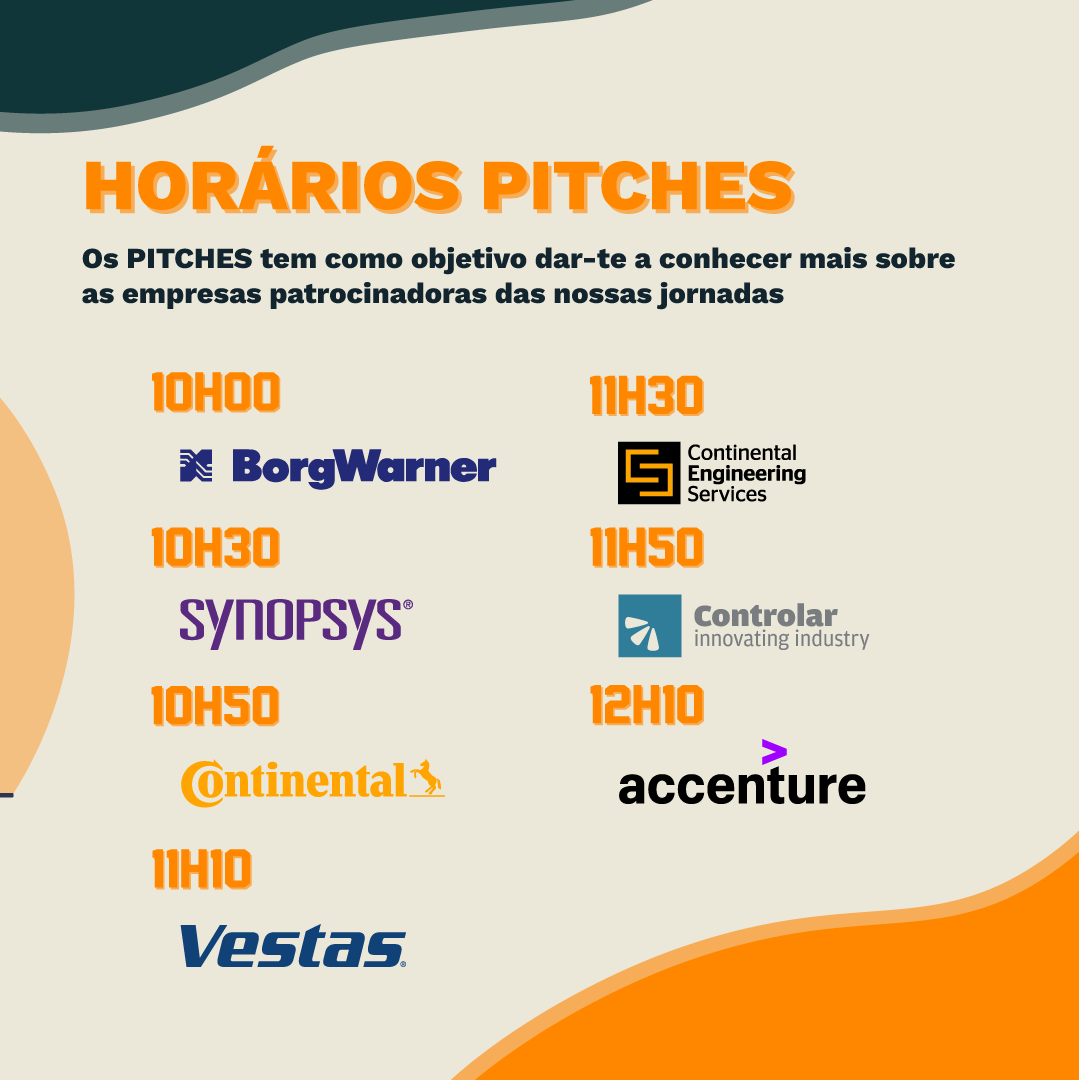 HORÁRIOS PITCHES
Os PITCHES tem como objetivo dar-te a conhecer mais sobre
as empresas patrocinadoras das nossas jornadas
10H00
BorgWarner
10H30
SYNOPSYS®
10H50
Continental
11H10
Vestas®
11H30
Continental
Engineering
Services
11H50
Controlar
innovating industry
12H10
>
accenture